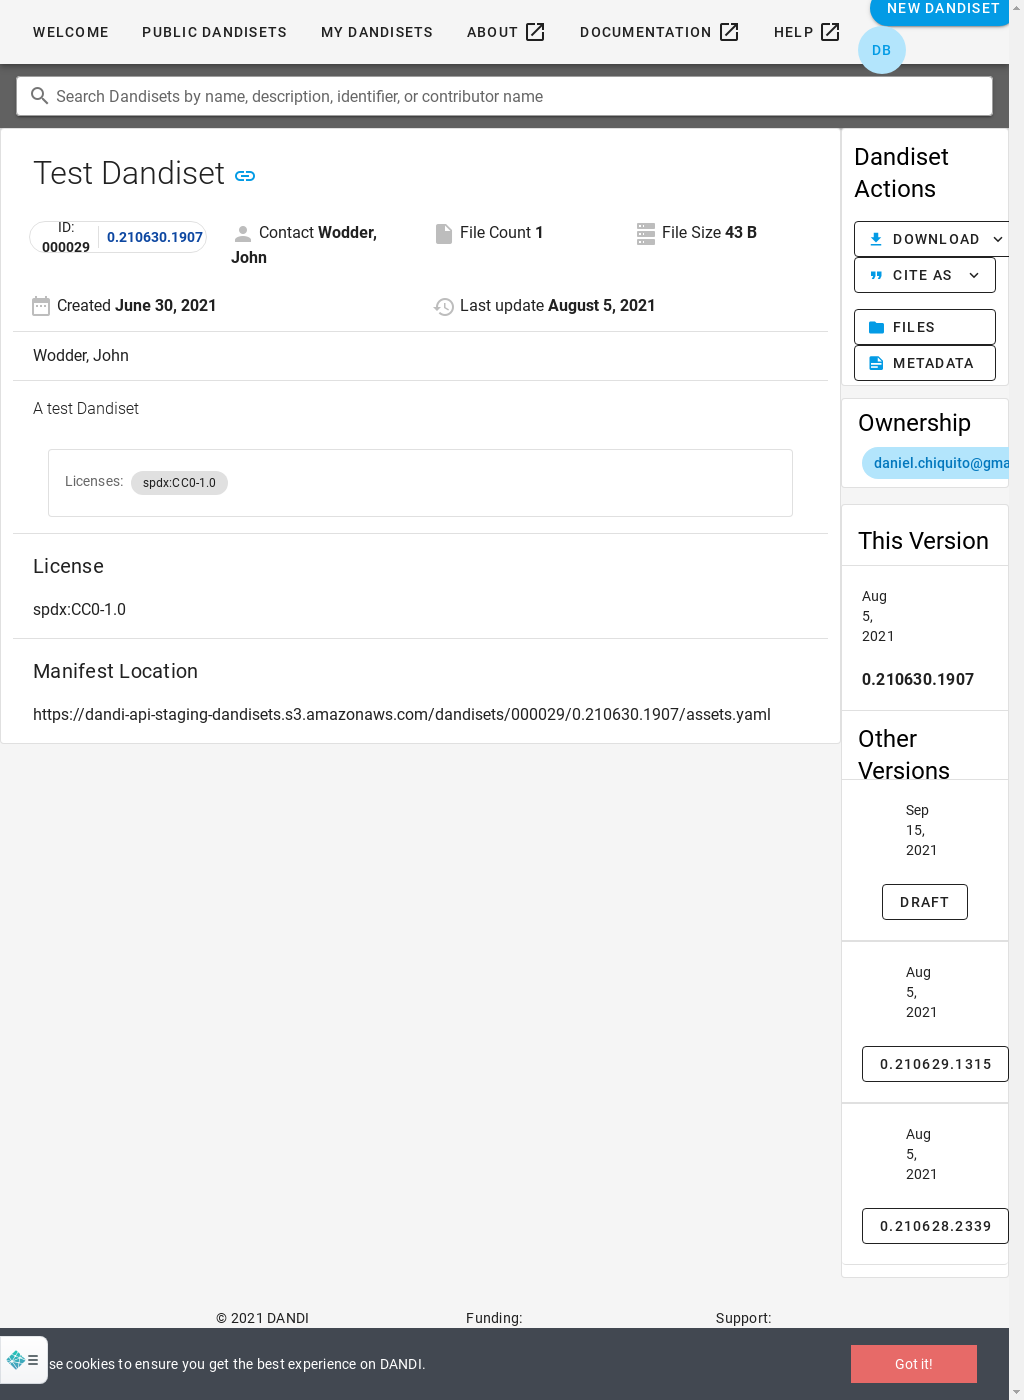 WELCOME PUBLIC DANDISETS MY DANDISETS ABOUT DOCUMENTATION HELP NEW DANDISET
DB
Search Dandisets by name, description, identifier, or contributor name
Test Dandiset
ID: 000029 0.210630.1907
Contact Wodder, John
File Count 1
File Size 43 B
Created June 30, 2021
Last update August 5, 2021
Wodder, John
A test Dandiset
Licenses: spdx:CC0-1.0
License
spdx:CC0-1.0
Manifest Location
https://dandi-api-staging-dandisets.s3.amazonaws.com/dandisets/000029/0.210630.1907/assets.yaml
Dandiset
Actions
DOWNLOAD
CITE AS
FILES
METADATA
Ownership
daniel.chiquito@gma
This Version
Aug
5,
2021
0.210630.1907
Other
Versions
Sep
15,
2021
DRAFT
Aug
5,
2021
0.210629.1315
Aug
5,
2021
0.210628.2339
© 2021 DANDI Funding: Support:
se cookies to ensure you get the best experience on DANDI.
Got it!